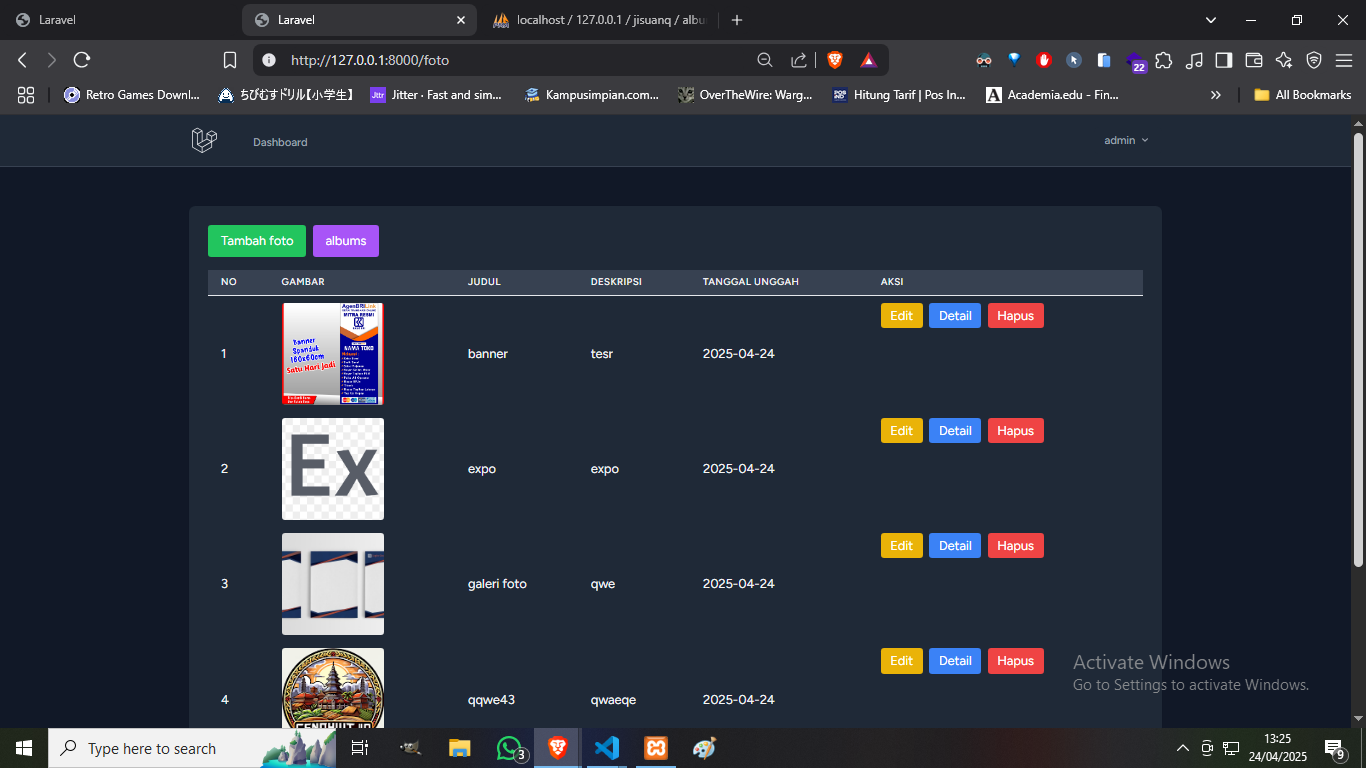 Laravel
Laravel
localhost / 127.0.0.1 / jisuanq / albu
http://127.0.0.1:8000/foto
22
Retro Games Downl...
ちびむすドリル【小学生】
Jttr
Jitter · Fast and sim...
Kampusimpian.com...
OverTheWire: Warg...
Hitung Tarif | Pos In...
A
Academia.edu - Fin...
»
All Bookmarks
Dashboard
admin
Tambah foto
albums
NO GAMBAR JUDUL DESKRIPSI TANGGAL UNGGAH AKSI
AgenBRILink
MITRA RESMI
NAMA TOKO
Banner
Spanduk
160x60cm
Satu Hari Jadi
1 banner tesr 2025-04-24 Edit Detail Hapus
Ex
2 expo expo 2025-04-24 Edit Detail Hapus
3 galeri foto qwe 2025-04-24 Edit Detail Hapus
4 qqwe43 qwaeqe 2025-04-24 Edit Detail Hapus
Activate Windows
Go to Settings to activate Windows.
Type here to search
3
13:25
24/04/2025
9